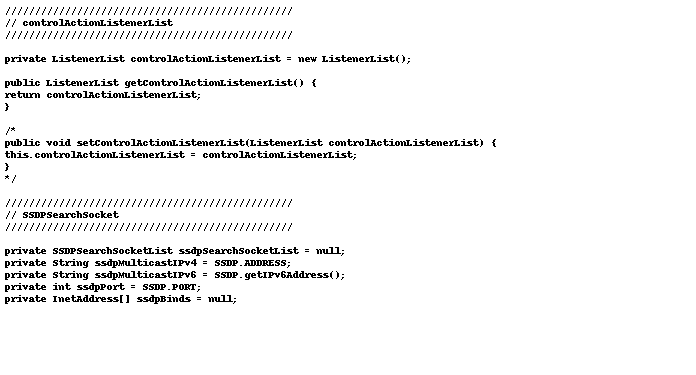 ////////////////////////////////////////////////
// controlActionListenerList
////////////////////////////////////////////////
private ListenerList controlActionListenerList = new ListenerList();
public ListenerList getControlActionListenerList() {
return controlActionListenerList;
}
/*
public void setControlActionListenerList(ListenerList controlActionListenerList) {
this.controlActionListenerList = controlActionListenerList;
}
*/
////////////////////////////////////////////////
// SSDPSearchSocket
////////////////////////////////////////////////
private SSDPSearchSocketList ssdpSearchSocketList = null;
private String ssdpMulticastIPv4 = SSDP.ADDRESS;
private String ssdpMulticastIPv6 = SSDP.getIPv6Address();
private int ssdpPort = SSDP.PORT;
private InetAddress[] ssdpBinds = null;